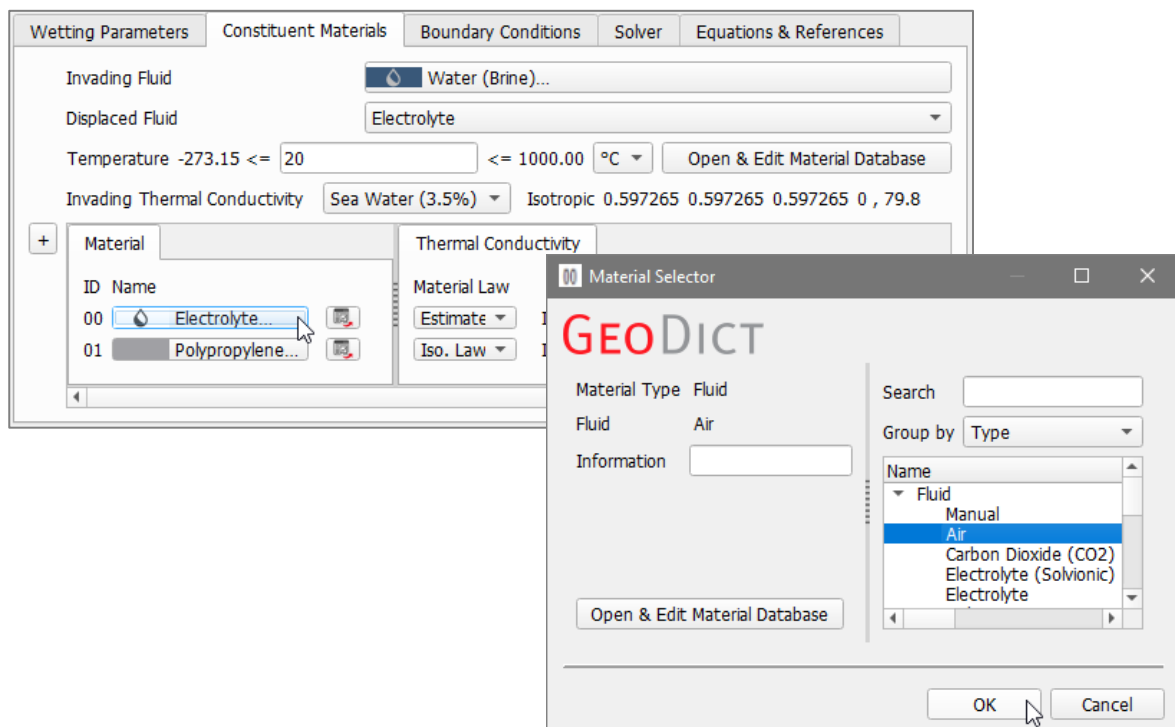 Wetting Parameters Constituent Materials Boundary Conditions Solver Equations & References
Invading Fluid Water (Brine)...
Displaced Fluid Electrolyte
Temperature -273.15 <= 20 <= 1000.00 °C Open & Edit Material Database
Invading Thermal Conductivity Sea Water (3.5%) Isotropic 0.597265 0.597265 0.597265 0 , 79.8
+ Material Thermal Conductivity
ID Name Material Law
00 Electrolyte... Estimate
01 Polypropylene... Iso. Law
Material Selector
GEODICT
Material Type Fluid
Fluid Air
Information
Open & Edit Material Database
Search
Group by Type
Name
Fluid
Manual
Air
Carbon Dioxide (CO2)
Electrolyte (Solvionic)
Electrolyte
OK Cancel